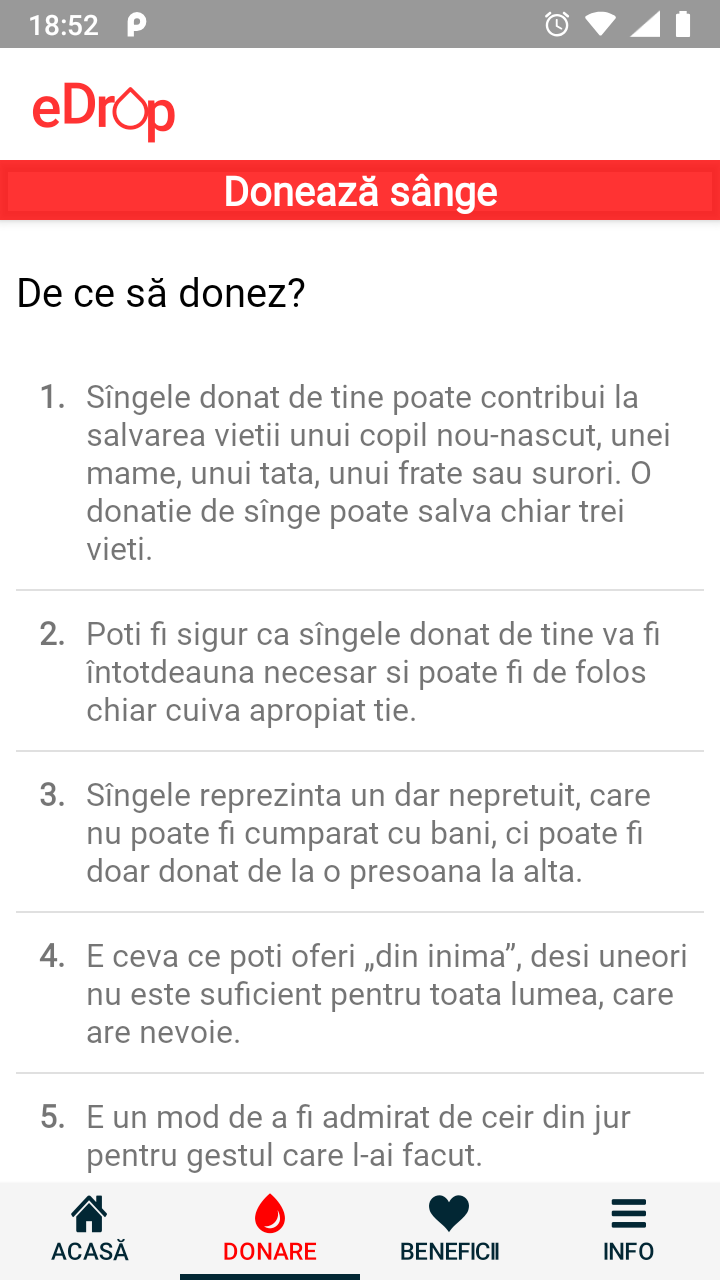 18:52
eDrop
Donează sânge
De ce să donez?
1. Sîngele donat de tine poate contribui la
salvarea vietii unui copil nou-nascut, unei
mame, unui tata, unui frate sau surori. O
donatie de sînge poate salva chiar trei
vieti.
2. Poti fi sigur ca sîngele donat de tine va fi
întotdeauna necesar si poate fi de folos
chiar cuiva apropiat tie.
3. Sîngele reprezinta un dar nepretuit, care
nu poate fi cumparat cu bani, ci poate fi
doar donat de la o presoana la alta.
4. E ceva ce poti oferi „din inima”, desi uneori
nu este suficient pentru toata lumea, care
are nevoie.
5. E un mod de a fi admirat de ceir din jur
pentru gestul care l-ai facut.
ACASĂ DONARE BENEFICII INFO